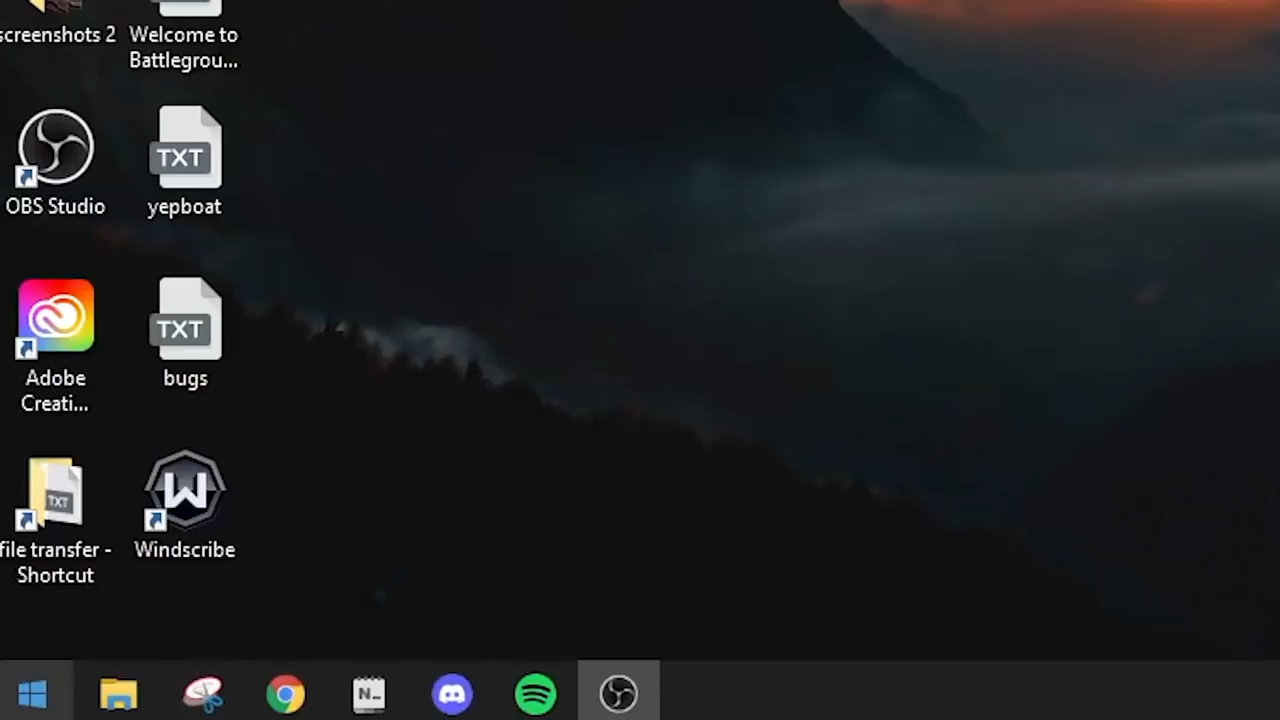 screenshots 2
Welcome to
Battlegrou...
OBS Studio
TXT
yepboat
Adobe
Creati...
TXT
bugs
TXT
file transfer -
Shortcut
W
Windscribe
N